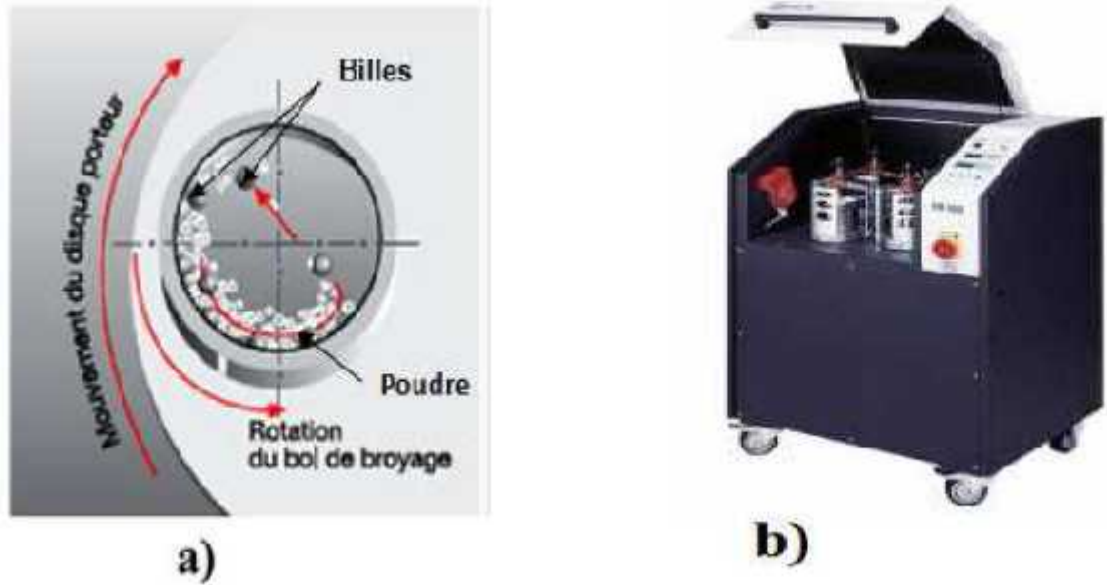 Billes
Mouvement du disque porteur
Poudre
Rotation
du bol de broyage
a)
b)